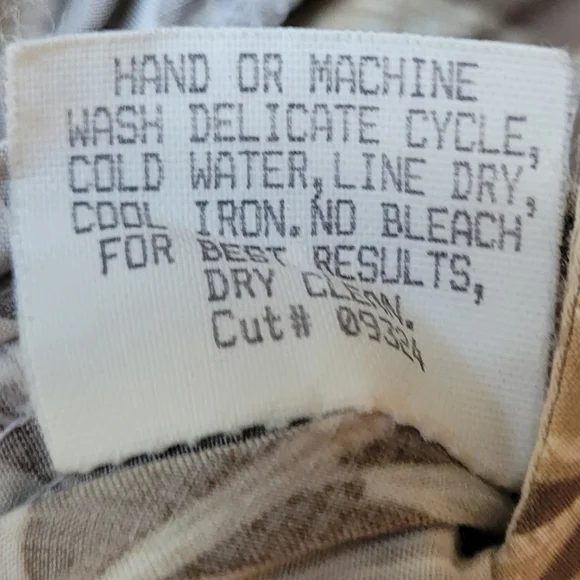 HAND OR MACHINE
WASH DELICATE CYCLE,
COLD WATER, LINE DRY,
COOL IRON. NO BLEACH
FOR BEST RESULTS,
DRY CLEAN.
Cut# 09324